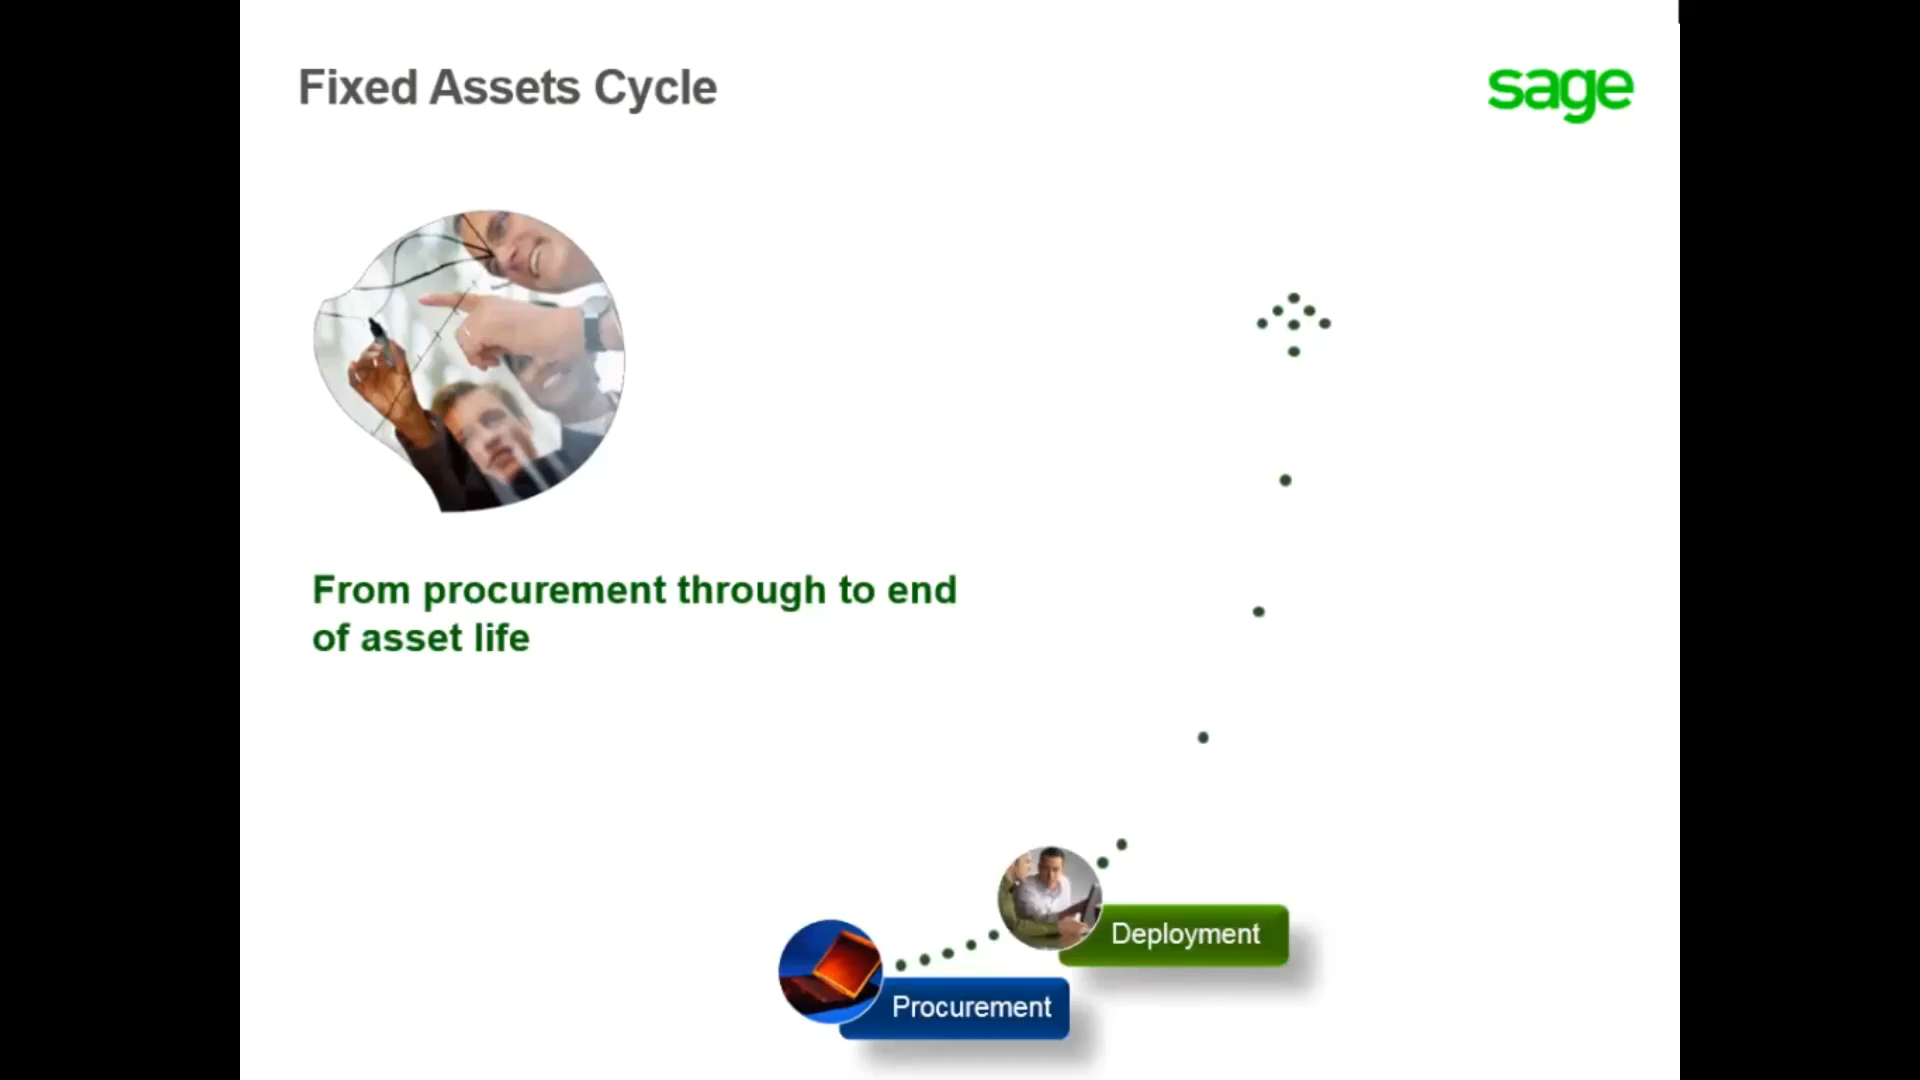 Fixed Assets Cycle
sage
From procurement through to end
of asset life
Deployment
Procurement